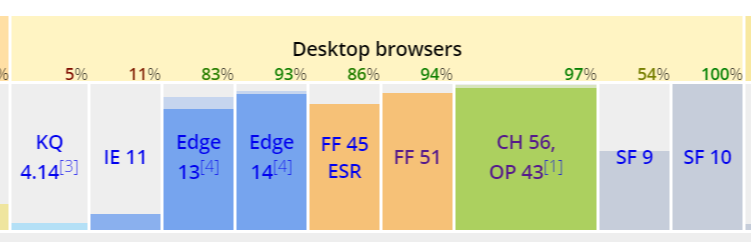 Desktop browsers
% 5% 11% 83% 93% 86% 94% 97% 54% 100%
KQ
4.14[3]
IE 11
Edge
13[4]
Edge
14[4]
FF 45
ESR
FF 51
CH 56,
OP 43[1]
SF 9
SF 10